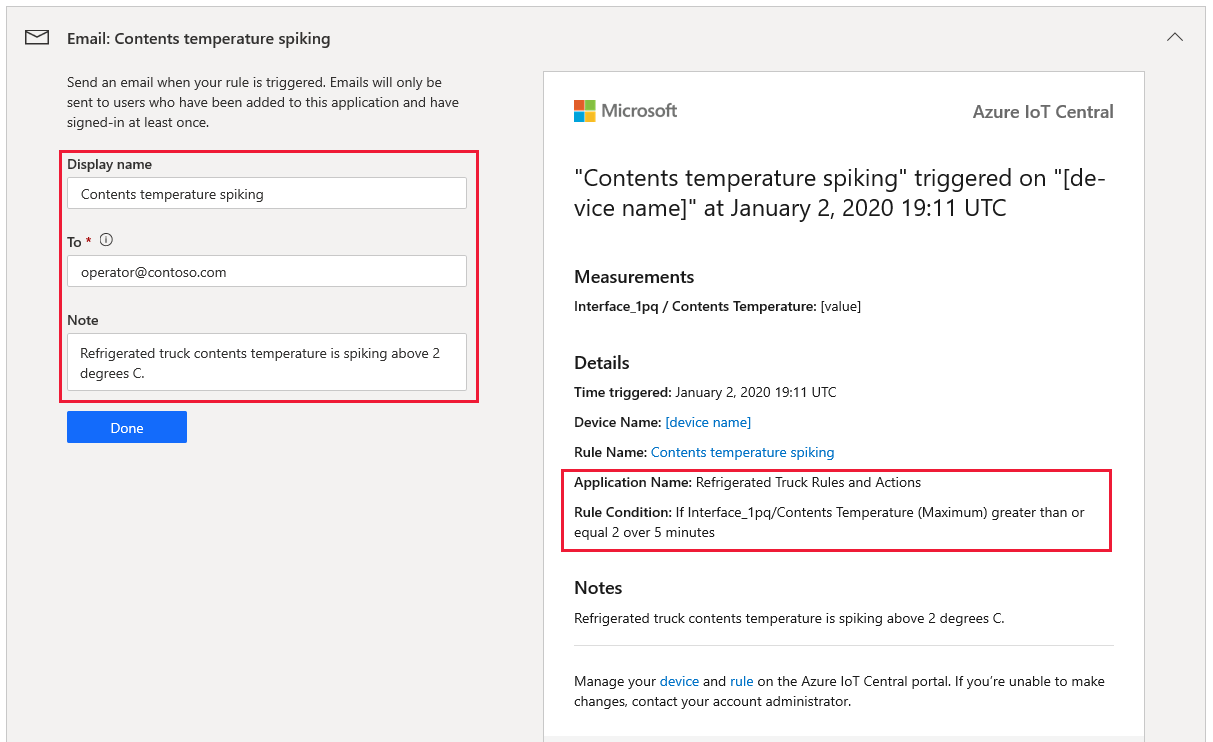 Email: Contents temperature spiking
Send an email when your rule is triggered. Emails will only be
sent to users who have been added to this application and have
signed-in at least once.
Display name
Contents temperature spiking
To *
operator@contoso.com
Note
Refrigerated truck contents temperature is spiking above 2
degrees C.
Done
Microsoft
Azure IoT Central
"Contents temperature spiking" triggered on "[de-
vice name]" at January 2, 2020 19:11 UTC
Measurements
Interface_1pq / Contents Temperature: [value]
Details
Time triggered: January 2, 2020 19:11 UTC
Device Name: [device name]
Rule Name: Contents temperature spiking
Application Name: Refrigerated Truck Rules and Actions
Rule Condition: If Interface_1pq/Contents Temperature (Maximum) greater than or
equal 2 over 5 minutes
Notes
Refrigerated truck contents temperature is spiking above 2 degrees C.
Manage your device and rule on the Azure IoT Central portal. If you're unable to make
changes, contact your account administrator.